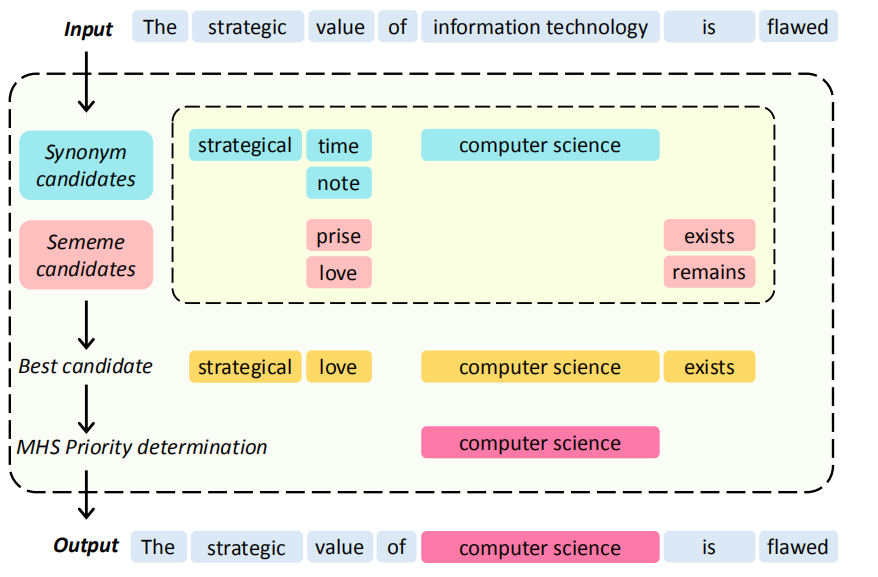 Input The strategic value of information technology is flawed
Synonym candidates strategical time computer science
note
Sememe candidates prise exists
love remains
Best candidate strategical love computer science exists
MHS Priority determination computer science
Output The strategic value of computer science is flawed